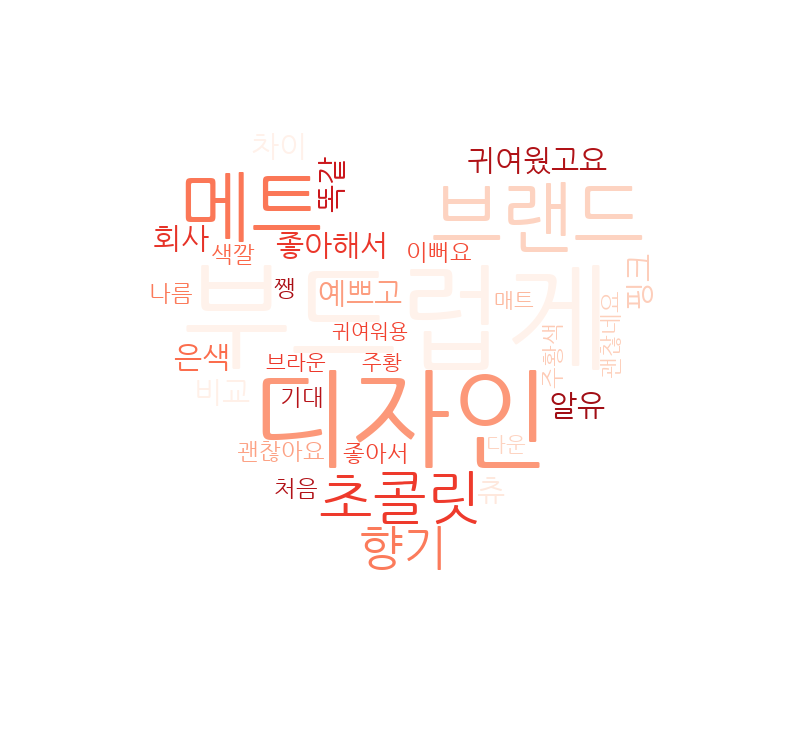 차이
귀여웠고요
메트
똑같
브랜드
회사
좋아해서
색깔
이뻐요
부드럽게
핑크
나름
쨍
예쁘고
매트
귀여워용
괜찮네요
은색
브라운
주황
주황색
비교
기대
디자인
알유
괜찮아요
좋아서
다운
처음
초콜릿
츄
향기